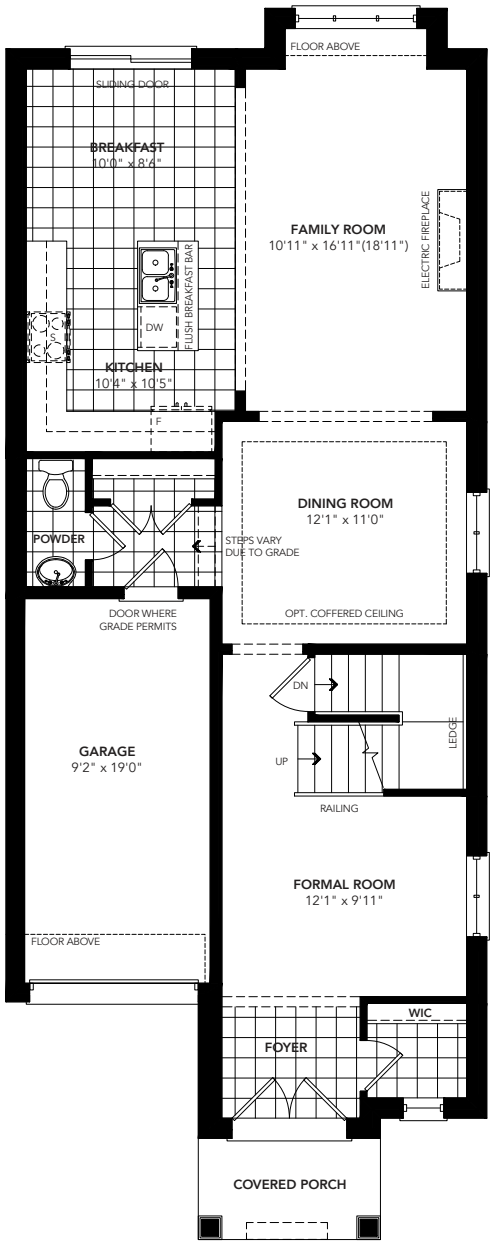 FLOOR ABOVE
SLIDING DOOR
BREAKFAST
10'0" x 8'6"
ELECTRIC FIREPLACE
FAMILY ROOM
10'11" x 16'11"(18'11")
FLUSH BREAKFAST BAR
DW
S
KITCHEN
10'4" x 10'5"
F
DINING ROOM
12'1" x 11'0"
POWDER
STEPS VARY
DUE TO GRADE
DOOR WHERE
GRADE PERMITS
OPT. COFFERED CEILING
DN
LEDGE
UP
GARAGE
9'2" x 19'0"
RAILING
FORMAL ROOM
12'1" x 9'11"
FLOOR ABOVE
WIC
FOYER
COVERED PORCH